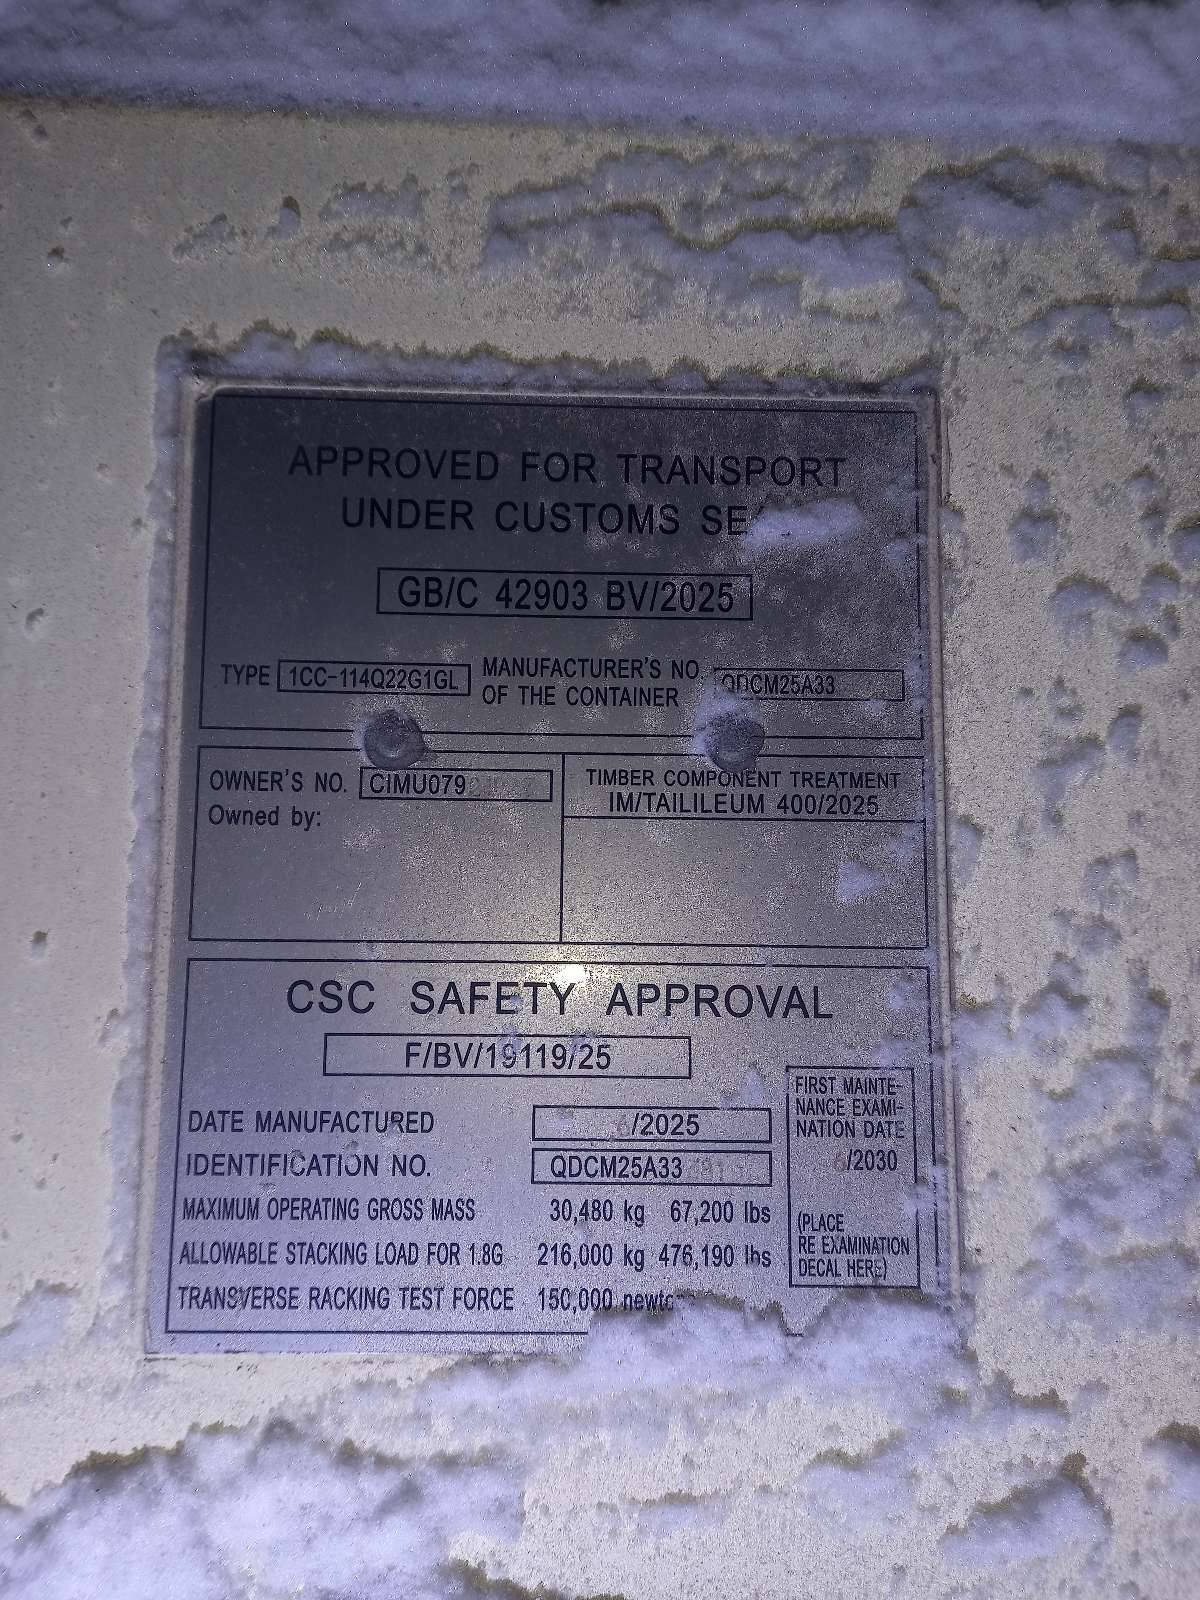 APPROVED FOR TRANSPORT
UNDER CUSTOMS
GB/C 42903 BV/2025
TYPE 1CC-114Q22G1GL MANUFACTURER'S NO.
OF THE CONTAINER QDCM25A33
OWNER'S NO. CIMU079
Owned by:
TIMBER COMPONENT TREATMENT
IM/TAILILEUM 400/2025
CSC SAFETY APPROVAL
F/BV/19119/25
DATE MANUFACTURED 6/2025
IDENTIFICATION NO. QDCM25A33
MAXIMUM OPERATING GROSS MASS 30,480 kg 67,200 lbs
ALLOWABLE STACKING LOAD FOR 1.8G 216,000 kg 476,190 lbs
TRANSVERSE RACKING TEST FORCE 150,000
FIRST MAINTE-
NANCE EXAMI-
NATION DATE
6/2030
(PLACE
RE EXAMINATION
DECAL HERE)